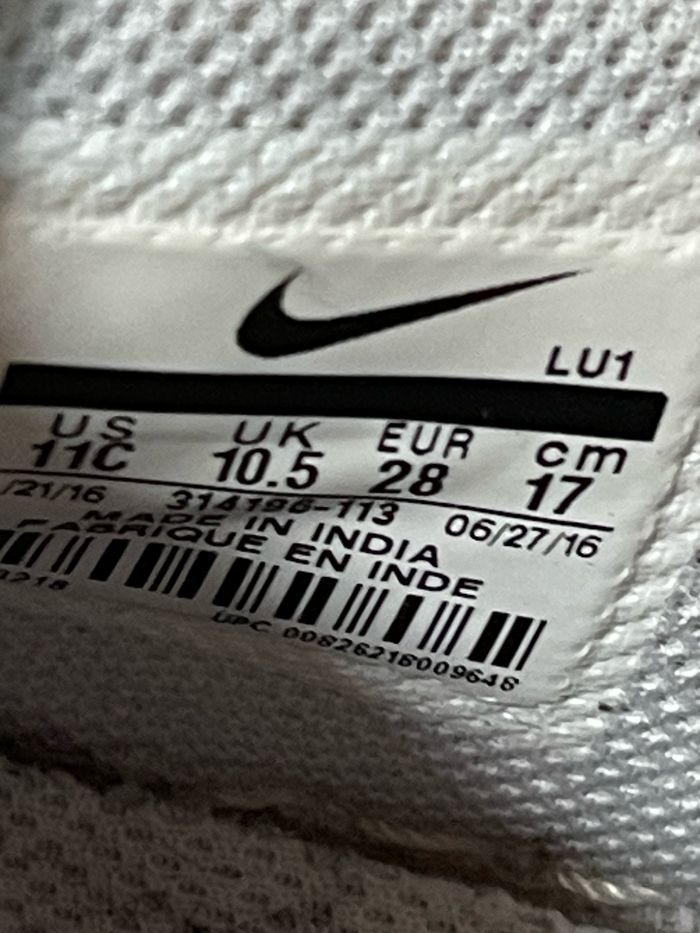 LU1
US UK EUR cm
11C 10.5 28 17
/21/16 314196-113 06/27/16
MADE IN INDIA
FABRIQUE EN INDE
UPC